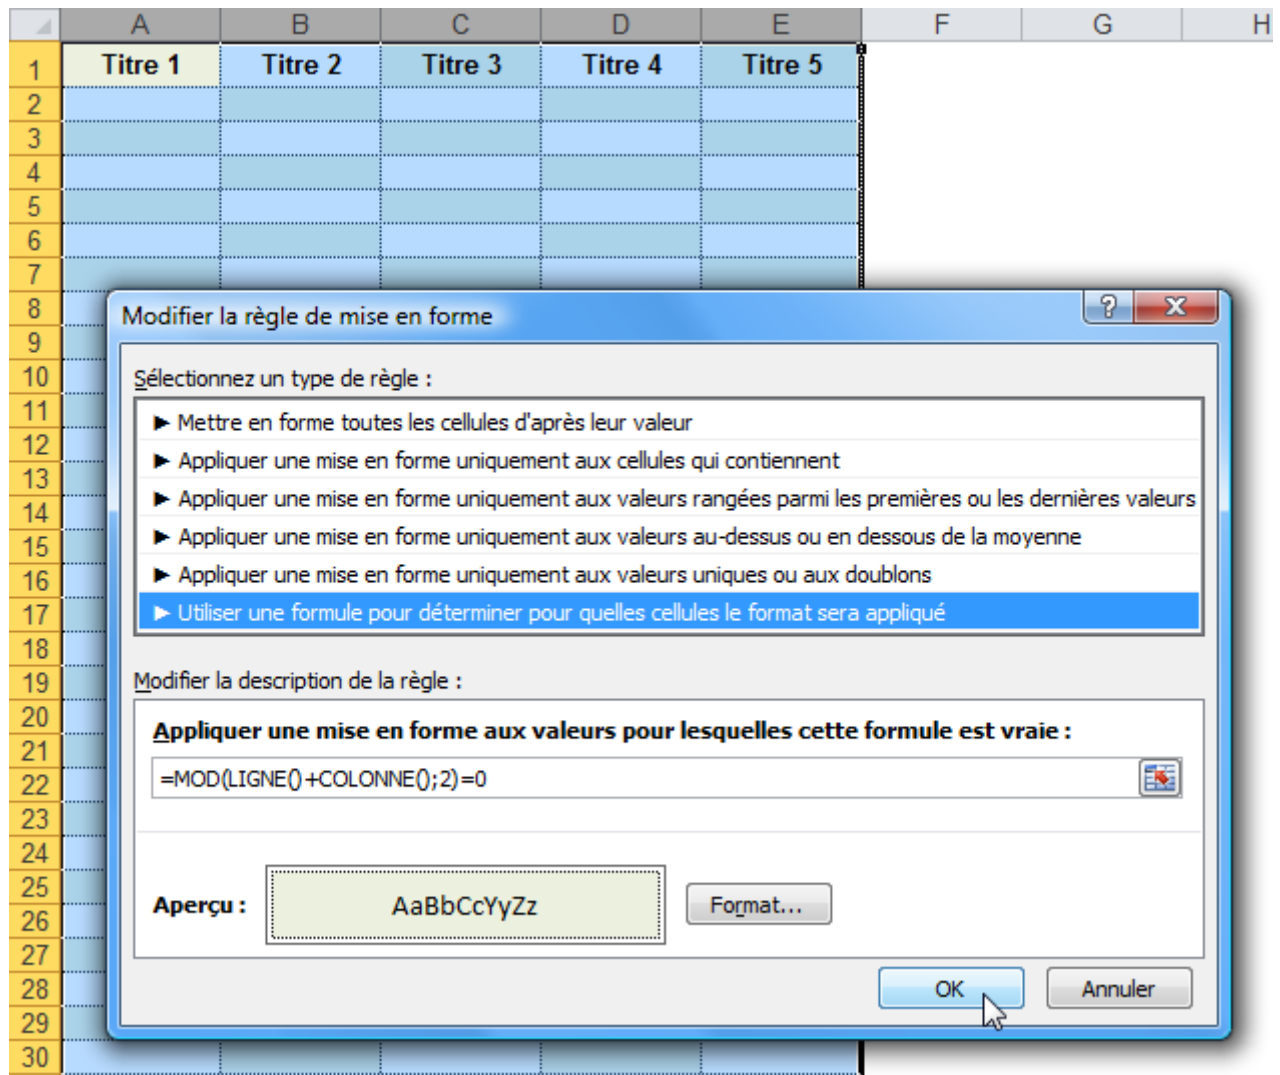 A B C D E F G H
1 Titre 1 Titre 2 Titre 3 Titre 4 Titre 5
2
3
4
5
6
7
8
9
10
11
12
13
14
15
16
17
18
19
20
21
22
23
24
25
26
27
28
29
30
Modifier la règle de mise en forme
? X
Sélectionnez un type de règle :
► Mettre en forme toutes les cellules d'après leur valeur
► Appliquer une mise en forme uniquement aux cellules qui contiennent
► Appliquer une mise en forme uniquement aux valeurs rangées parmi les premières ou les dernières valeurs
► Appliquer une mise en forme uniquement aux valeurs au-dessus ou en dessous de la moyenne
► Appliquer une mise en forme uniquement aux valeurs uniques ou aux doublons
► Utiliser une formule pour déterminer pour quelles cellules le format sera appliqué
Modifier la description de la règle :
Appliquer une mise en forme aux valeurs pour lesquelles cette formule est vraie :
=MOD(LIGNE()+COLONNE();2)=0
Aperçu : AaBbCcYyZz Format...
OK Annuler